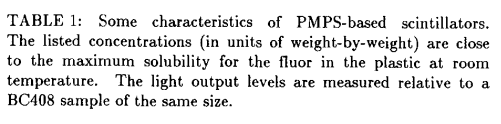 TABLE 1: Some characteristics of PMPS-based scintillators.
The listed concentrations (in units of weight-by-weight) are close
to the maximum solubility for the fluor in the plastic at room
temperature. The light output levels are measured relative to a
BC408 sample of the same size.